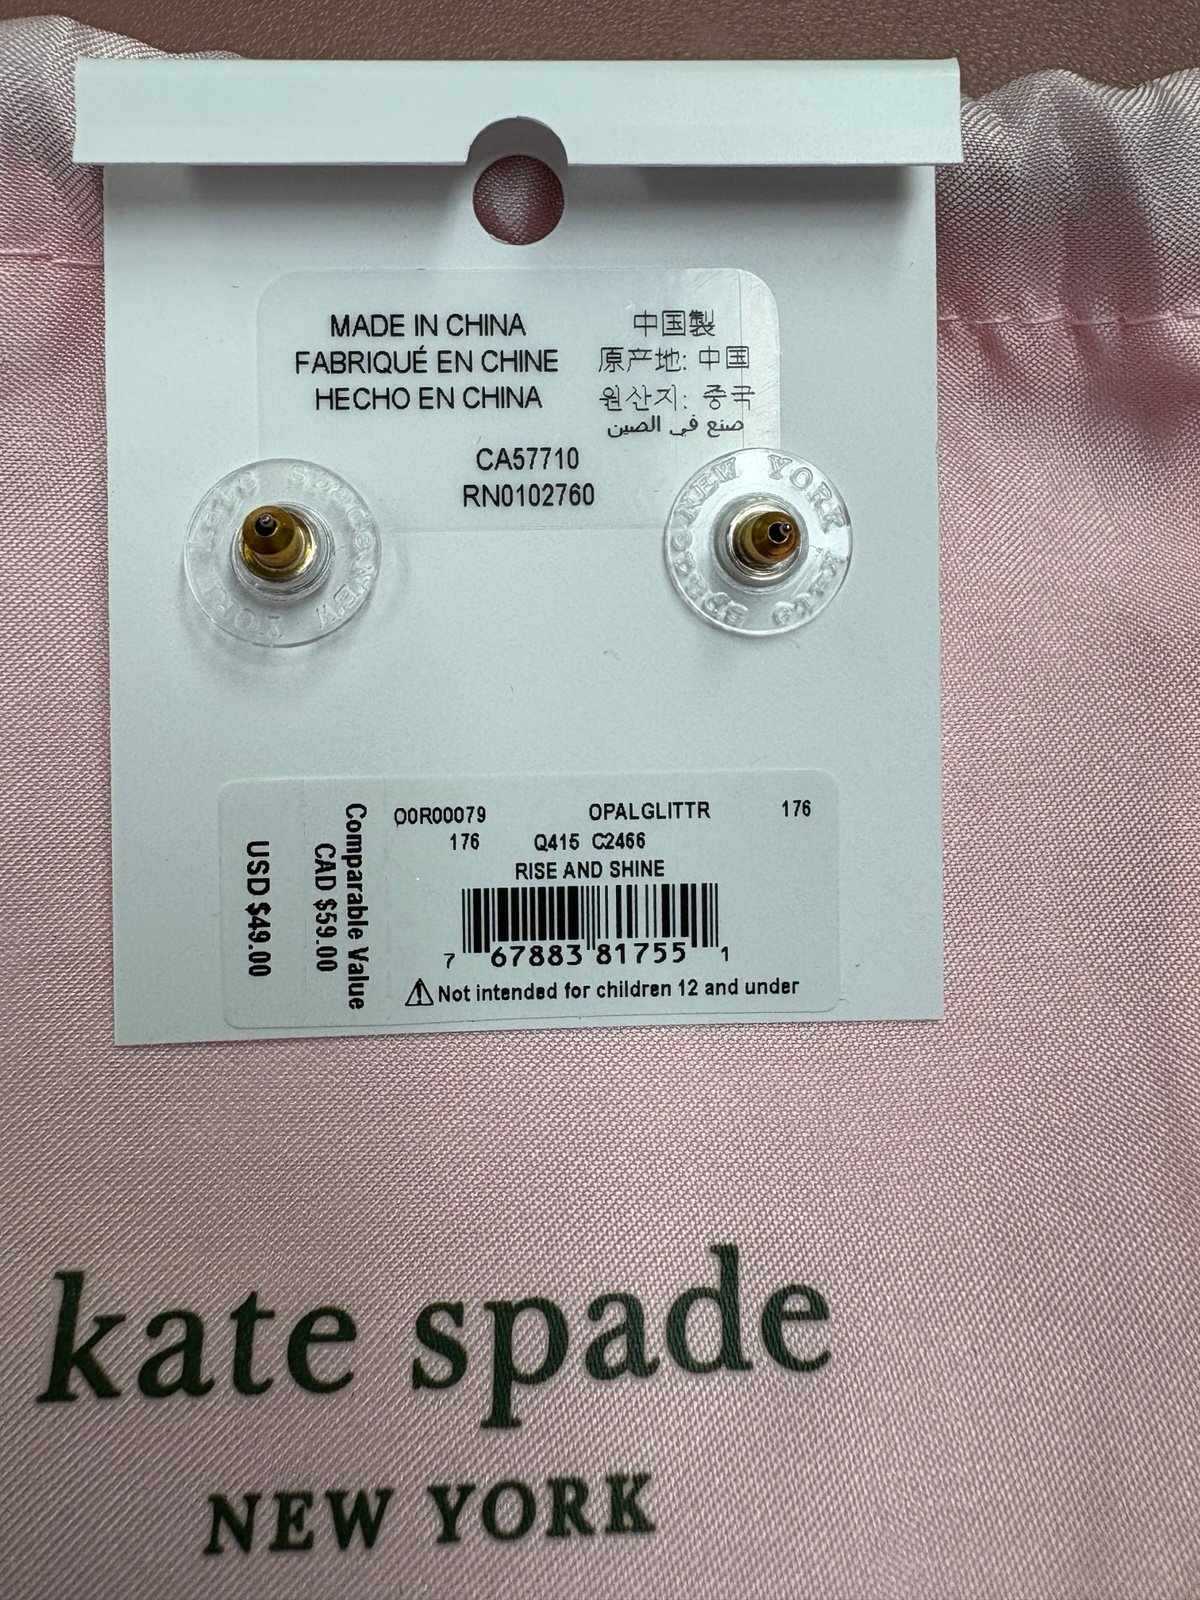 MADE IN CHINA
FABRIQUÉ EN CHINE
HECHO EN CHINA
中国製
原产地: 中国
원산지: 중국
صنع في الصين
CA57710
RN0102760
kate spade NEW YORK
NEW YORK kate spade
OOR00079 OPALGLITTR 176
176 Q415 C2466
RISE AND SHINE
7 67883 81755 1
⚠ Not intended for children 12 and under
Comparable Value
CAD $59.00
USD $49.00
kate spade
NEW YORK